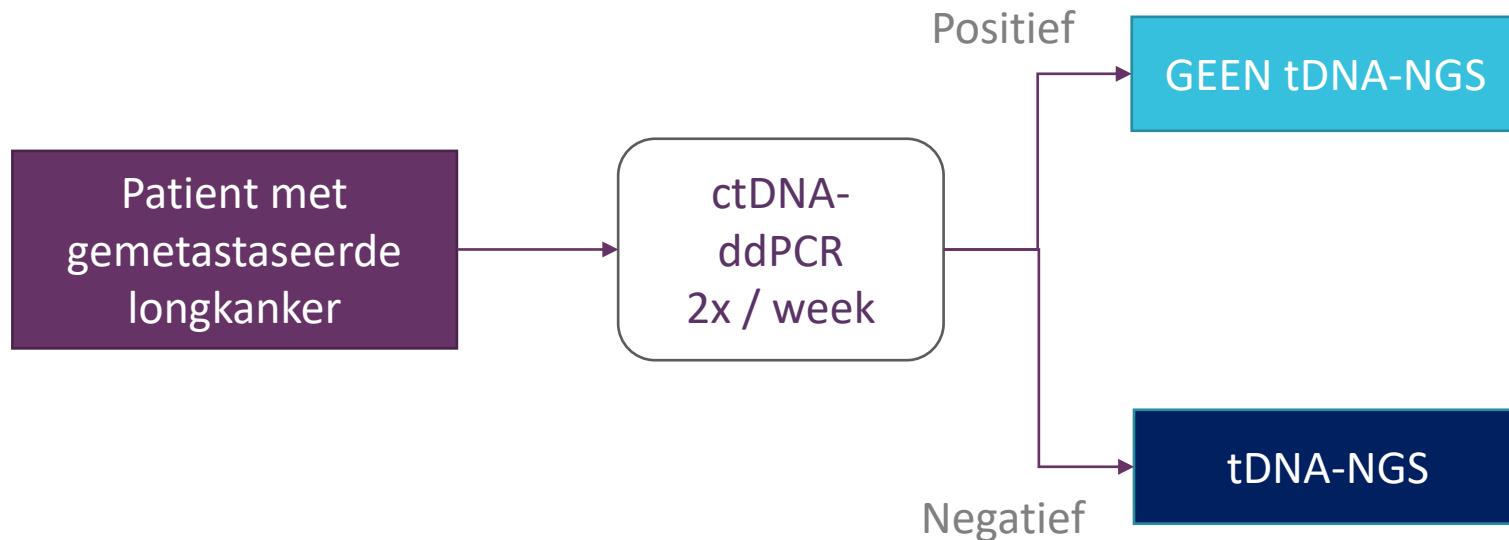 Patient met
gemetastaseerde
longkanker
ctDNA-
ddPCR
2x / week
Positief
GEEN tDNA-NGS
Negatief
tDNA-NGS